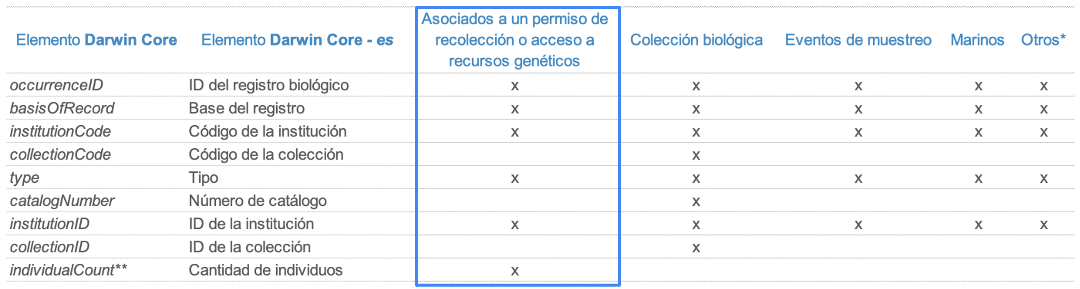 Elemento Darwin Core Elemento Darwin Core - es Asociados a un permiso de recolección o acceso a recursos genéticos Colección biológica Eventos de muestreo Marinos Otros*
occurrenceID ID del registro biológico x x x x x
basisOfRecord Base del registro x x x x x
institutionCode Código de la institución x x x x x
collectionCode Código de la colección x
type Tipo x x x x x
catalogNumber Número de catálogo x
institutionID ID de la institución x x x x x
collectionID ID de la colección x
individualCount** Cantidad de individuos x